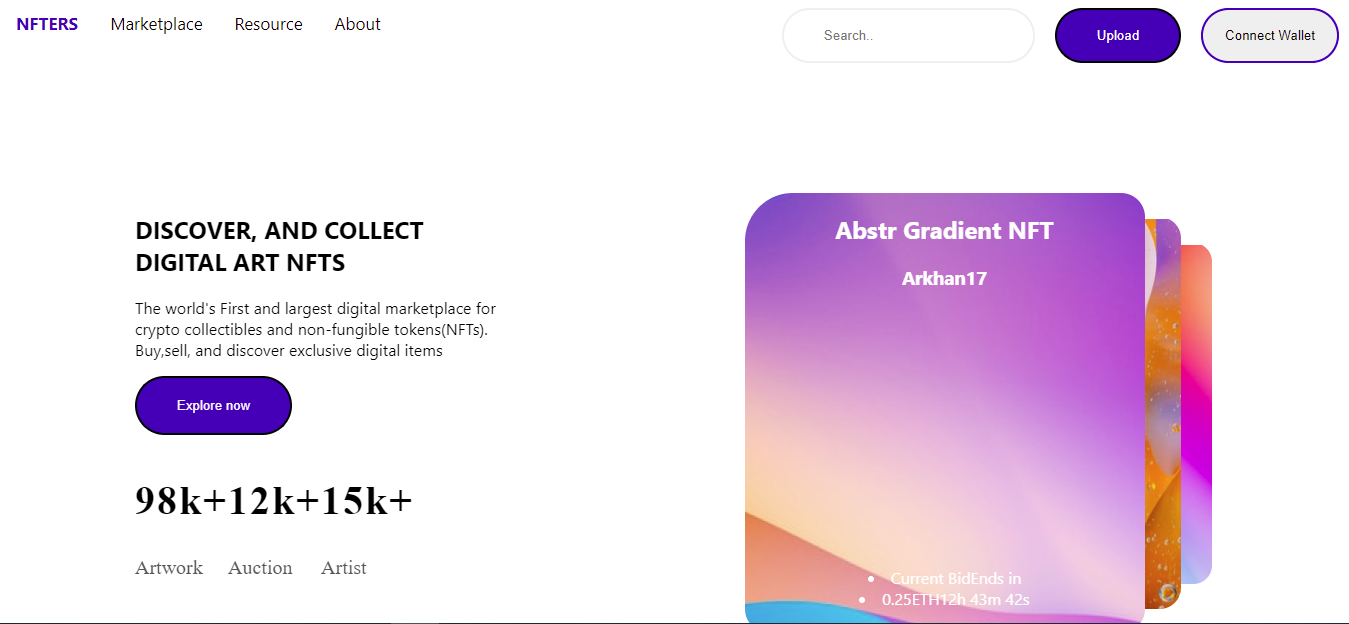 NFTERS Marketplace Resource About Search.. Upload Connect Wallet
DISCOVER, AND COLLECT
DIGITAL ART NFTS
The world's First and largest digital marketplace for
crypto collectibles and non-fungible tokens(NFTs).
Buy,sell, and discover exclusive digital items
Explore now
98k+12k+15k+
Artwork Auction Artist
Abstr Gradient NFT
Arkhan17
Current BidEnds in
0.25ETH12h 43m 42s